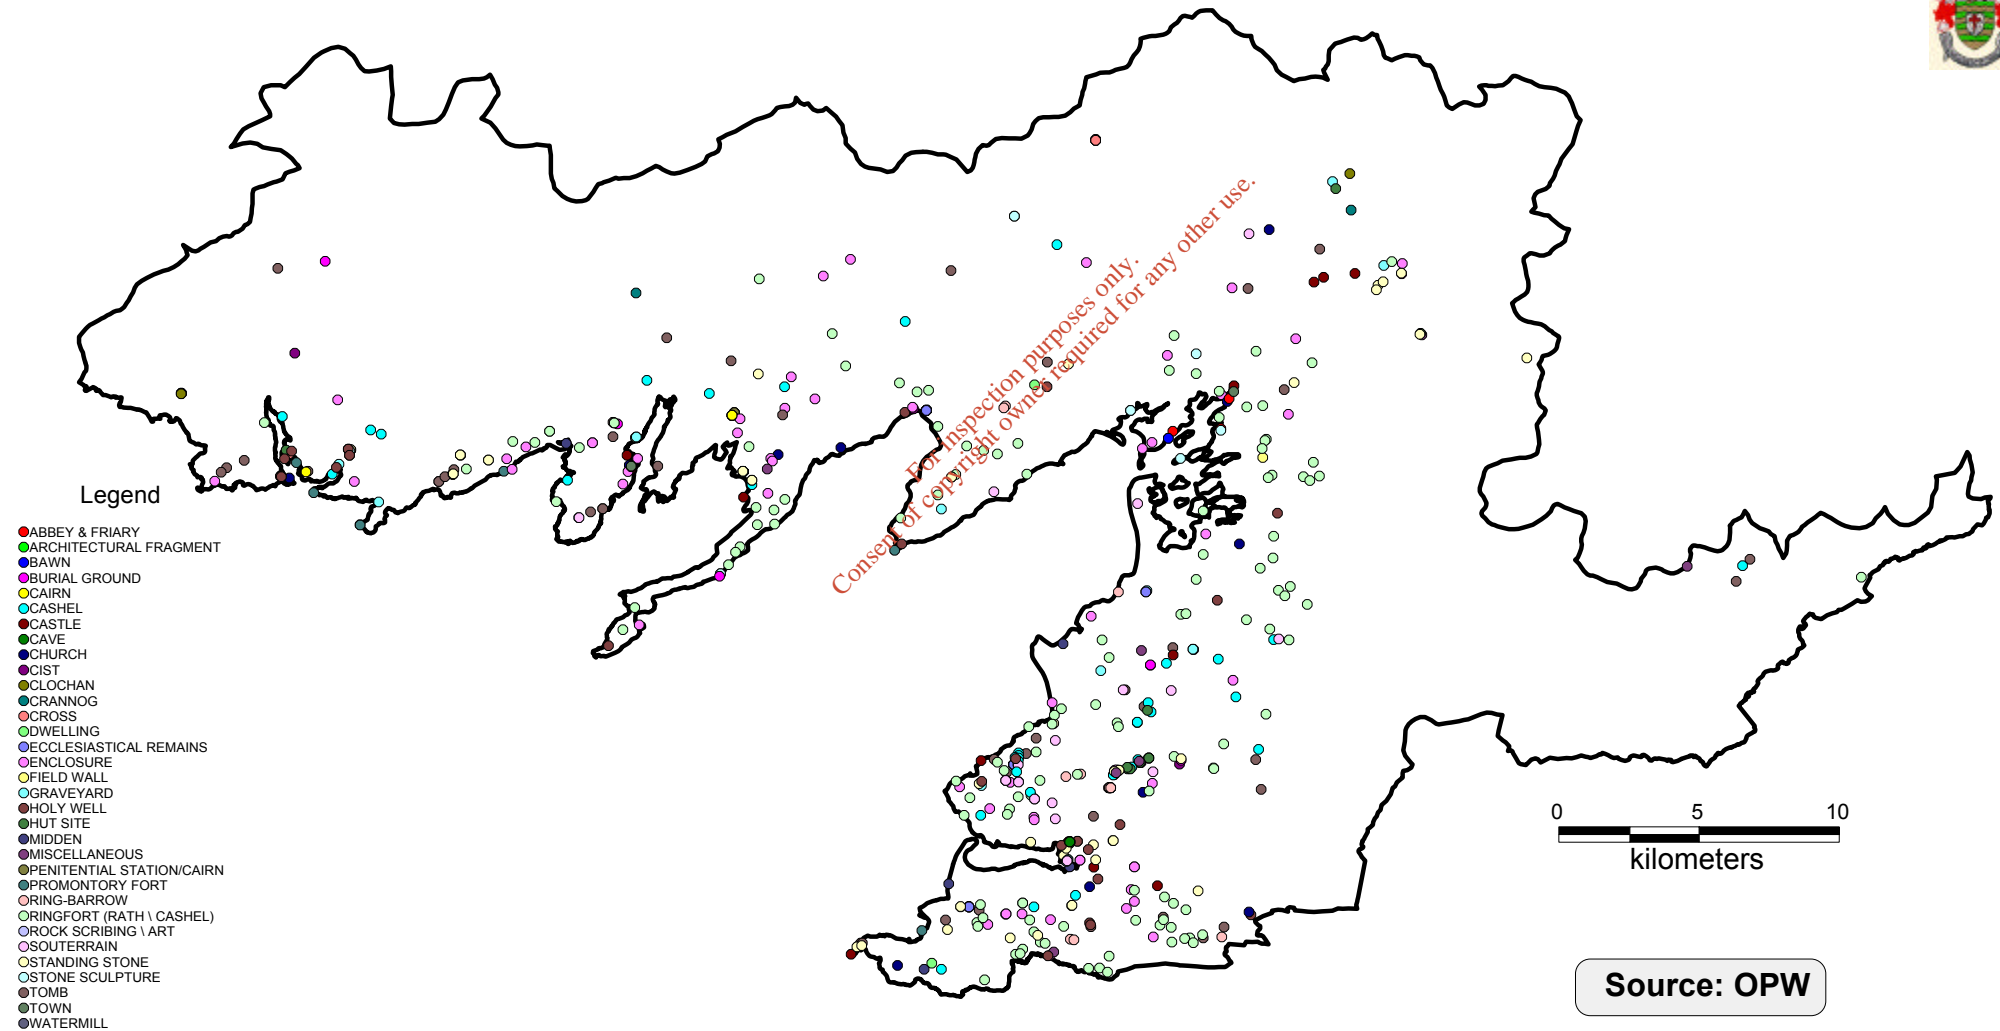 For inspection purposes only.
Consent of copyright owner required for any other use.
Legend
ABBEY & FRIARY
ARCHITECTURAL FRAGMENT
BAWN
BURIAL GROUND
CAIRN
CASHEL
CASTLE
CAVE
CHURCH
CIST
CLOCHAN
CRANNOG
CROSS
DWELLING
ECCLESIASTICAL REMAINS
ENCLOSURE
FIELD WALL
GRAVEYARD
HOLY WELL
HUT SITE
MIDDEN
MISCELLANEOUS
PENITENTIAL STATION/CAIRN
PROMONTORY FORT
RING-BARROW
RINGFORT (RATH \ CASHEL)
ROCK SCRIBING \ ART
SOUTERRAIN
STANDING STONE
STONE SCULPTURE
TOMB
TOWN
WATERMILL
0 5 10
kilometers
Source: OPW